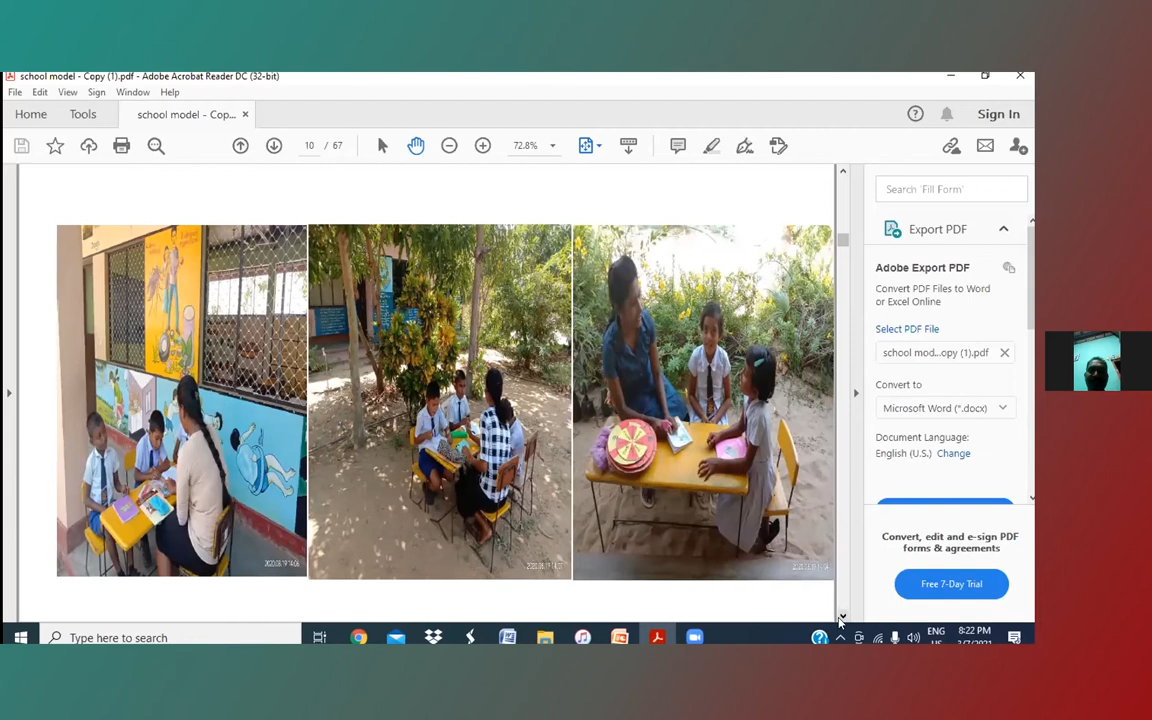 school model - Copy (1).pdf - Adobe Acrobat Reader DC (32-bit)
File Edit View Sign Window Help
Home Tools school model - Cop... × Sign In
10 / 67 72.8%
Search 'Fill Form'
Export PDF
Adobe Export PDF
Convert PDF Files to Word
or Excel Online
Select PDF File
school mod...opy (1).pdf
Convert to
Microsoft Word (*.docx)
Document Language:
English (U.S.) Change
Convert, edit and e-sign PDF
forms & agreements
Free 7-Day Trial
Type here to search
ENG
8:22 PM